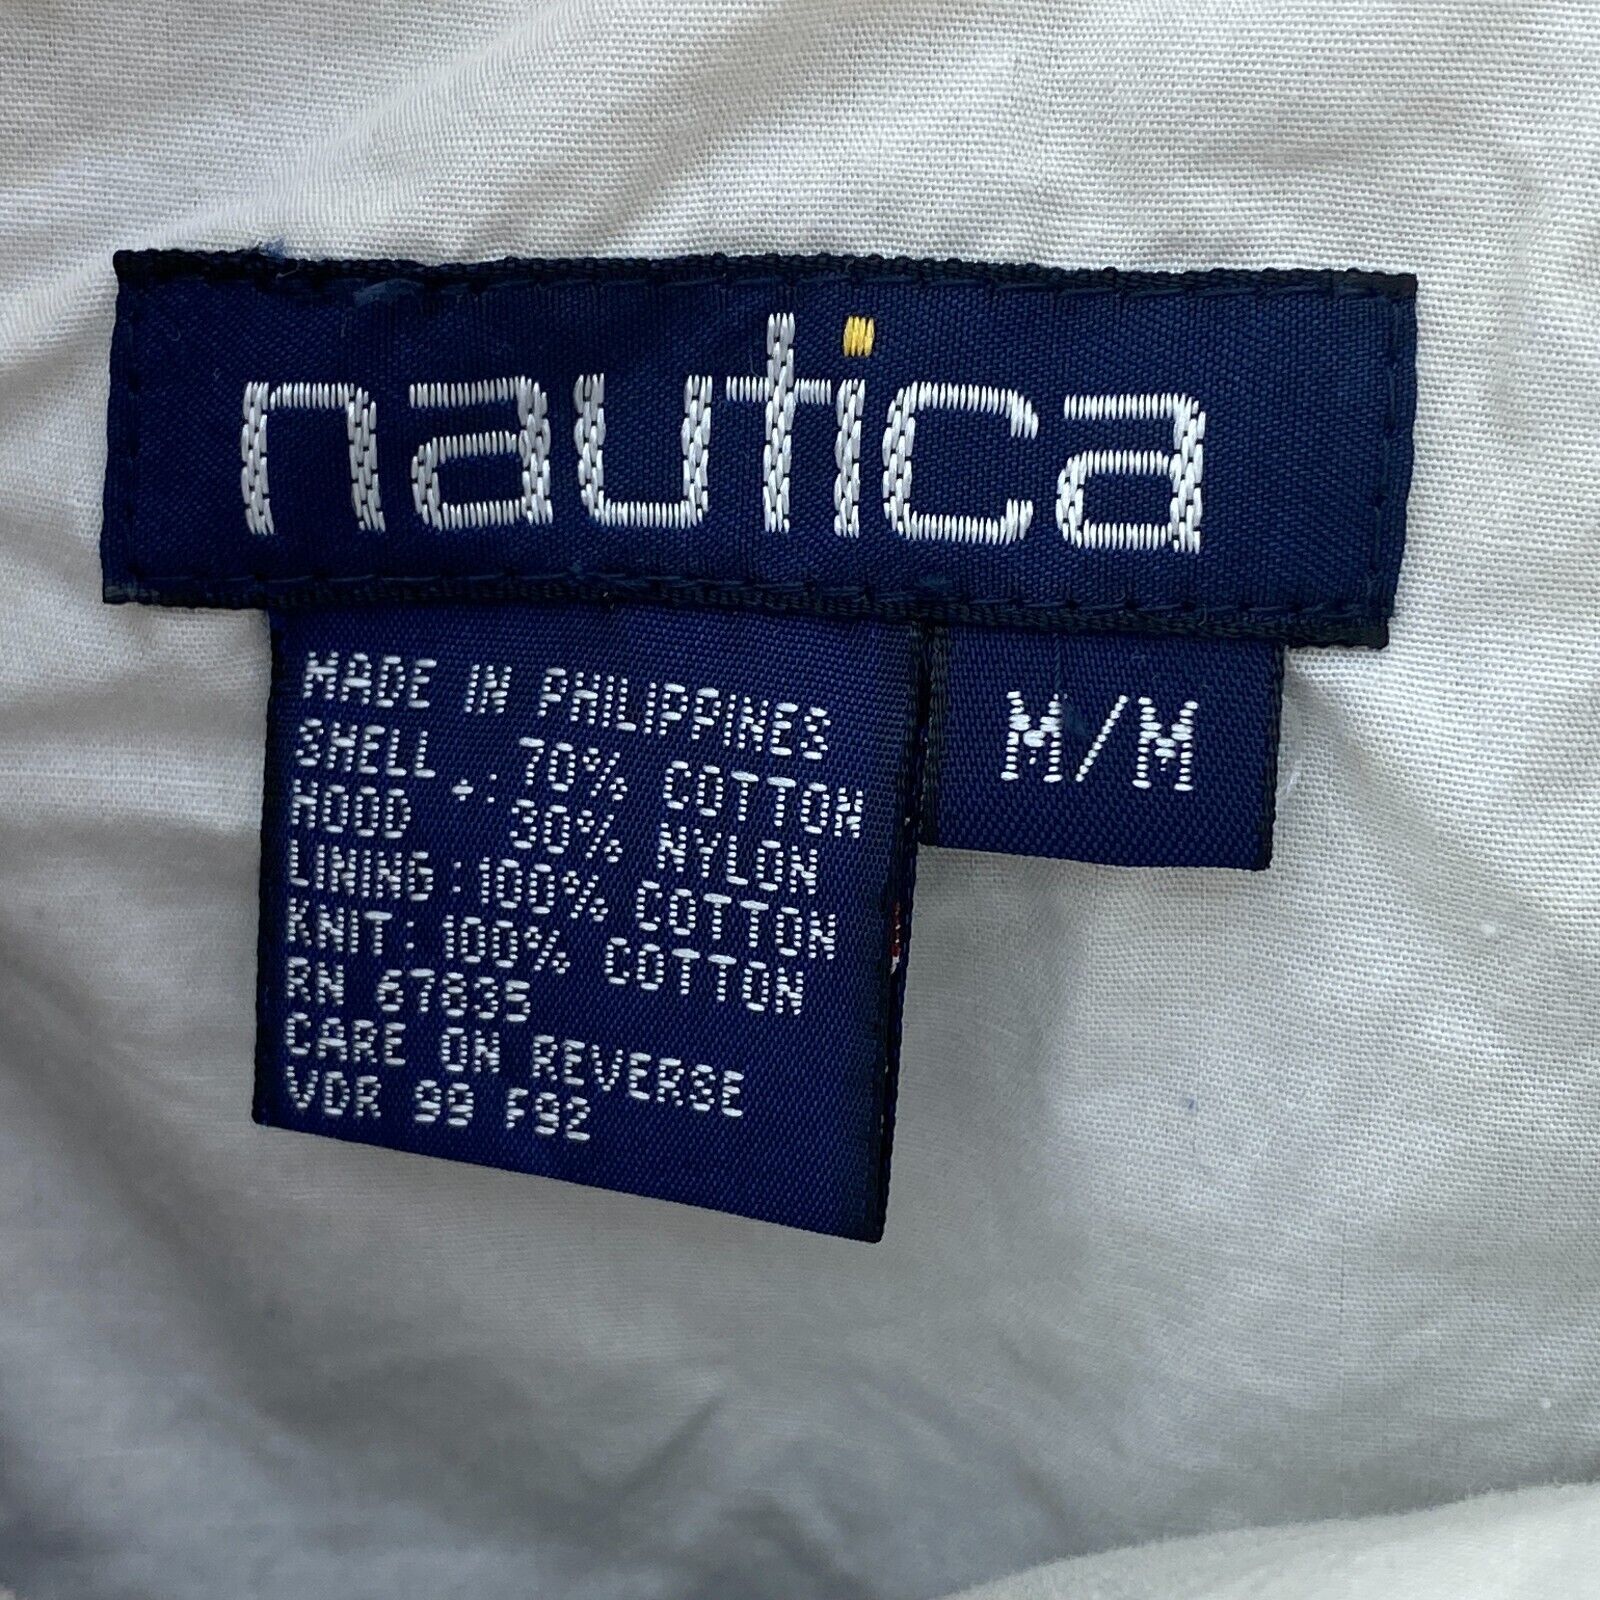 nautica
M/M
MADE IN PHILIPPINES
SHELL +: 70% COTTON
HOOD 30% NYLON
LINING: 100% COTTON
KNIT: 100% COTTON
RN 67835
CARE ON REVERSE
VDR 99 F92